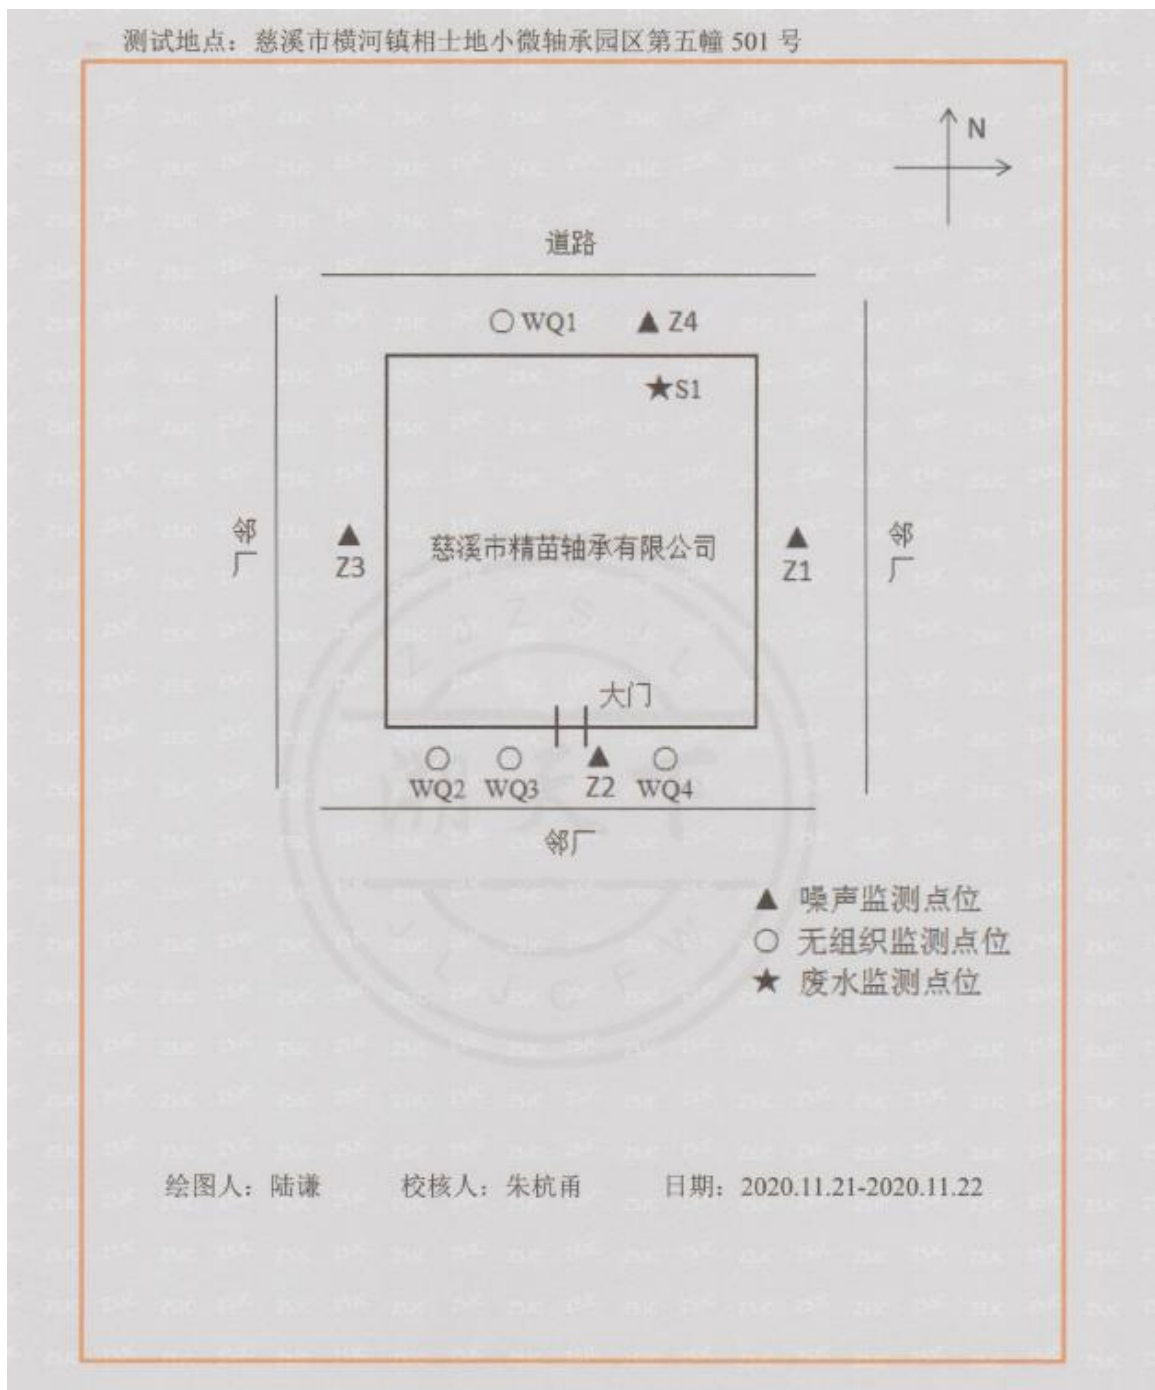 测试地点：慈溪市横河镇相士地小微轴承园区第五幢 501 号
N
道路
WQ1
Z4
S1
邻厂
Z3
慈溪市精苗轴承有限公司
Z1
邻厂
大门
WQ2
WQ3
Z2
WQ4
邻厂
噪声监测点位
无组织监测点位
废水监测点位
绘图人：陆谦 校核人：朱杭甬 日期：2020.11.21-2020.11.22